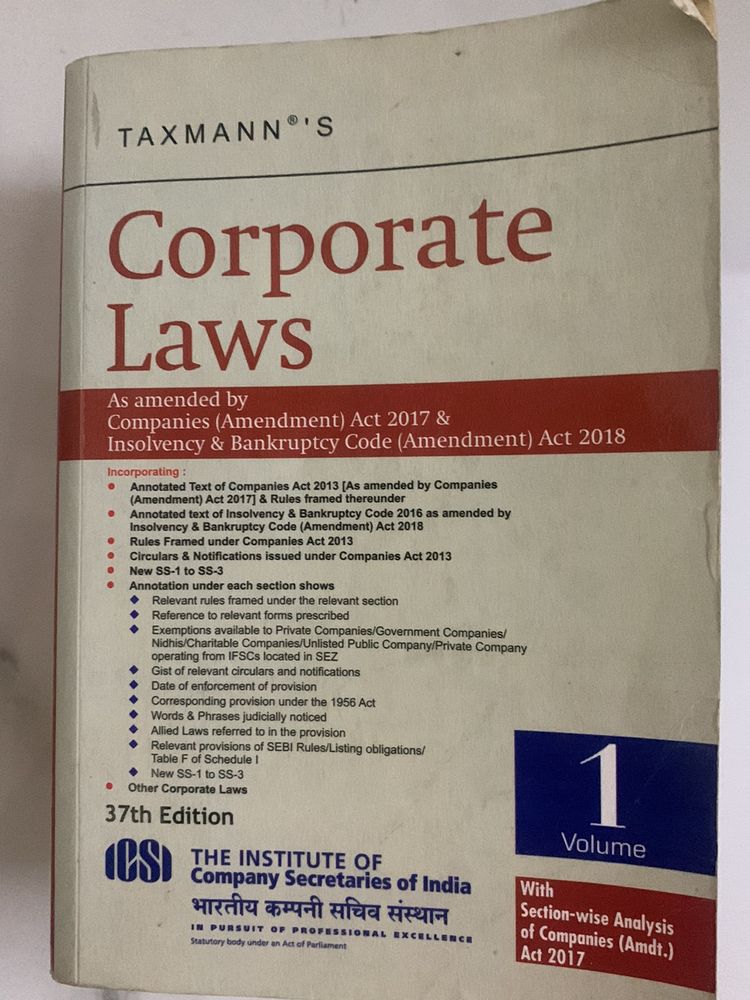 TAXMANN®'S
Corporate
Laws
As amended by
Companies (Amendment) Act 2017 &
Insolvency & Bankruptcy Code (Amendment) Act 2018
Incorporating :
• Annotated Text of Companies Act 2013 [As amended by Companies
(Amendment) Act 2017] & Rules framed thereunder
• Annotated text of Insolvency & Bankruptcy Code 2016 as amended by
Insolvency & Bankruptcy Code (Amendment) Act 2018
• Rules Framed under Companies Act 2013
• Circulars & Notifications issued under Companies Act 2013
• New SS-1 to SS-3
• Annotation under each section shows
◆ Relevant rules framed under the relevant section
◆ Reference to relevant forms prescribed
◆ Exemptions available to Private Companies/Government Companies/
Nidhis/Charitable Companies/Unlisted Public Company/Private Company
operating from IFSCs located in SEZ
◆ Gist of relevant circulars and notifications
◆ Date of enforcement of provision
◆ Corresponding provision under the 1956 Act
◆ Words & Phrases judicially noticed
◆ Allied Laws referred to in the provision
◆ Relevant provisions of SEBI Rules/Listing obligations/
Table F of Schedule I
◆ New SS-1 to SS-3
• Other Corporate Laws
37th Edition
1
Volume
ICSI
THE INSTITUTE OF
Company Secretaries of India
भारतीय कम्पनी सचिव संस्थान
IN PURSUIT OF PROFESSIONAL EXCELLENCE
Statutory body under an Act of Parliament
With
Section-wise Analysis
of Companies (Amdt.)
Act 2017